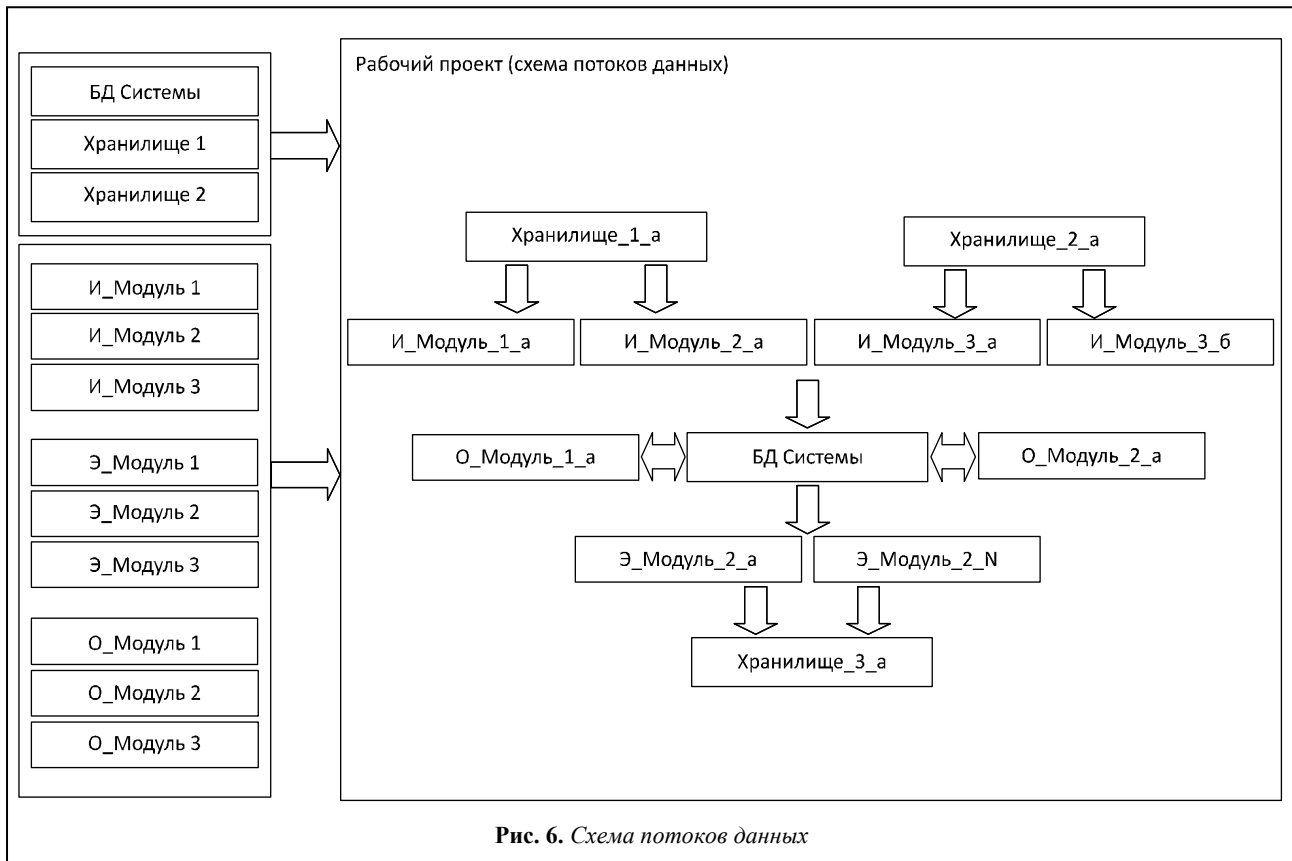 Рабочий проект (схема потоков данных)
БД Системы
Хранилище 1
Хранилище 2
И_Модуль 1
И_Модуль 2
И_Модуль 3
Э_Модуль 1
Э_Модуль 2
Э_Модуль 3
О_Модуль 1
О_Модуль 2
О_Модуль 3
Хранилище_1_а
Хранилище_2_а
И_Модуль_1_а
И_Модуль_2_а
И_Модуль_3_а
И_Модуль_3_б
О_Модуль_1_а
БД Системы
О_Модуль_2_а
Э_Модуль_2_а
Э_Модуль_2_N
Хранилище_3_а
Рис. 6. Схема потоков данных